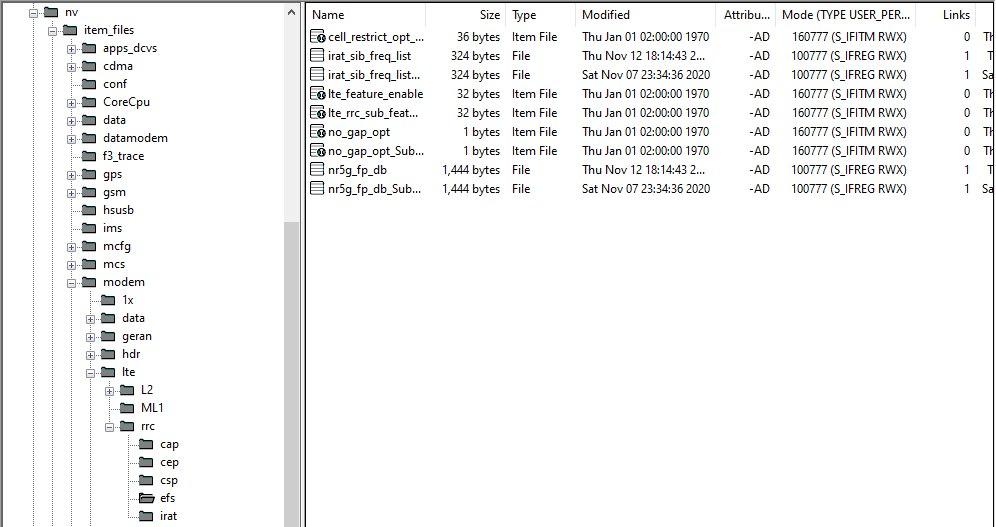 nv
item_files
apps_dcvs
cdma
conf
CoreCpu
data
datamodem
f3_trace
gps
gsm
hsusb
ims
mcfg
mcs
modem
1x
data
geran
hdr
lte
L2
ML1
rrc
cap
cep
csp
efs
irat
Name Size Type Modified Attribu... Mode (TYPE USER_PER... Links
cell_restrict_opt_... 36 bytes Item File Thu Jan 01 02:00:00 1970 -AD 160777 (S_IFITM RWX) 0 Th
irat_sib_freq_list 324 bytes File Thu Nov 12 18:14:43 2... -AD 100777 (S_IFREG RWX) 1 T
irat_sib_freq_list... 324 bytes File Sat Nov 07 23:34:36 2020 -AD 100777 (S_IFREG RWX) 1 Sa
lte_feature_enable 32 bytes Item File Thu Jan 01 02:00:00 1970 -AD 160777 (S_IFITM RWX) 0 Th
lte_rrc_sub_feat... 32 bytes Item File Thu Jan 01 02:00:00 1970 -AD 160777 (S_IFITM RWX) 0 Th
no_gap_opt 1 bytes Item File Thu Jan 01 02:00:00 1970 -AD 160777 (S_IFITM RWX) 0 Th
no_gap_opt_Sub... 1 bytes Item File Thu Jan 01 02:00:00 1970 -AD 160777 (S_IFITM RWX) 0 Th
nr5g_fp_db 1,444 bytes File Thu Nov 12 18:14:43 2... -AD 100777 (S_IFREG RWX) 1 T
nr5g_fp_db_Sub... 1,444 bytes File Sat Nov 07 23:34:36 2020 -AD 100777 (S_IFREG RWX) 1 Sa